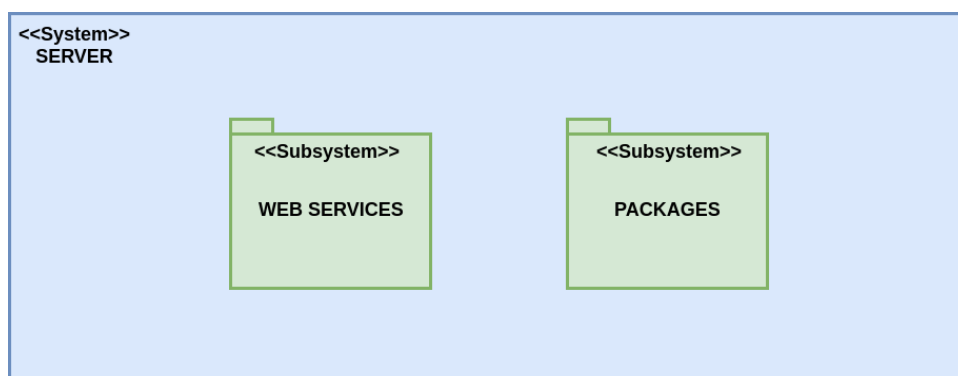 <<System>>
SERVER
<<Subsystem>>
WEB SERVICES
<<Subsystem>>
PACKAGES